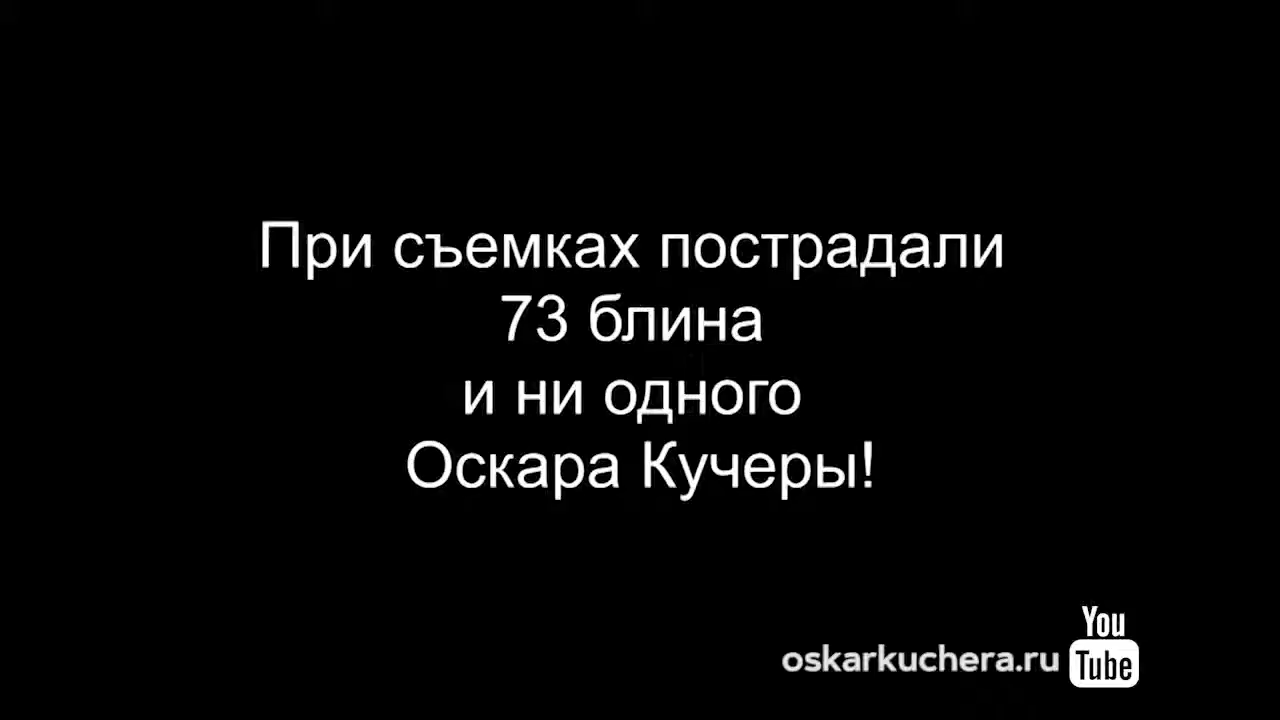 При съемках пострадали
73 блина
и ни одного
Оскара Кучеры!
You
oskarkuchera.ru Tube